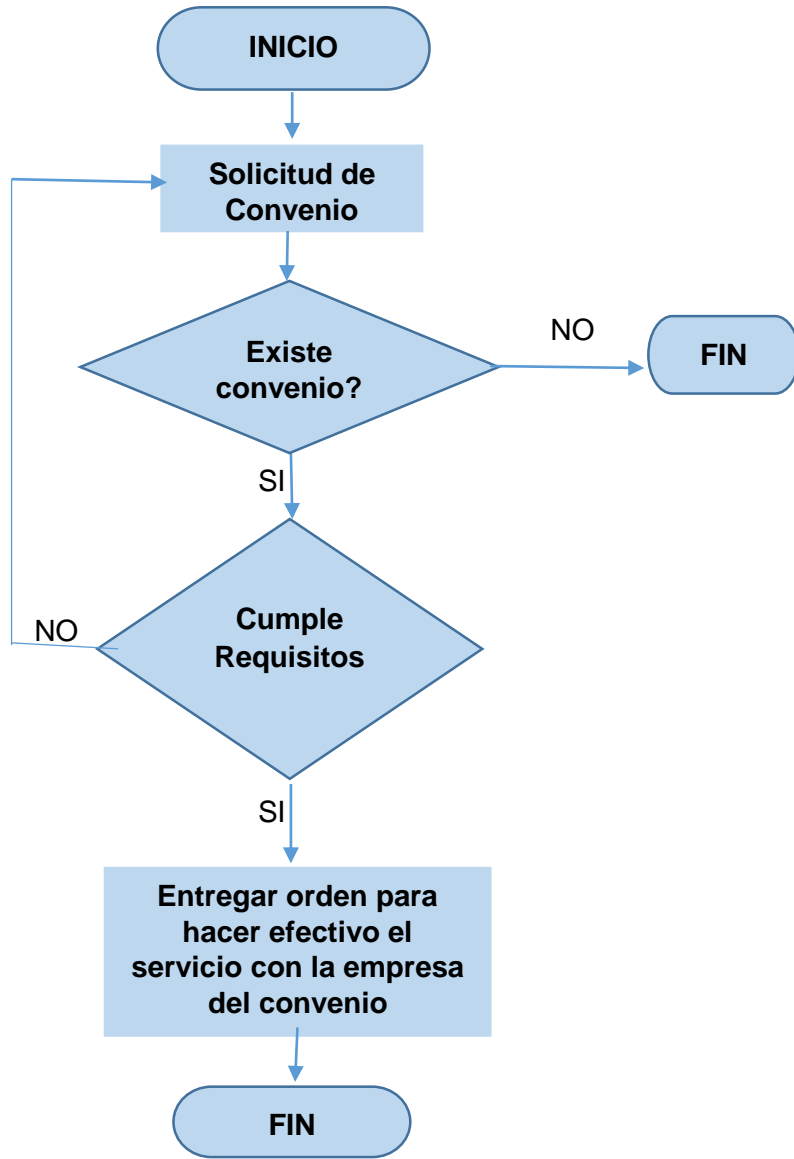 INICIO
Solicitud de
Convenio
Existe
convenio?
NO
FIN
SI
Cumple
Requisitos
NO
SI
Entregar orden para
hacer efectivo el
servicio con la empresa
del convenio
FIN